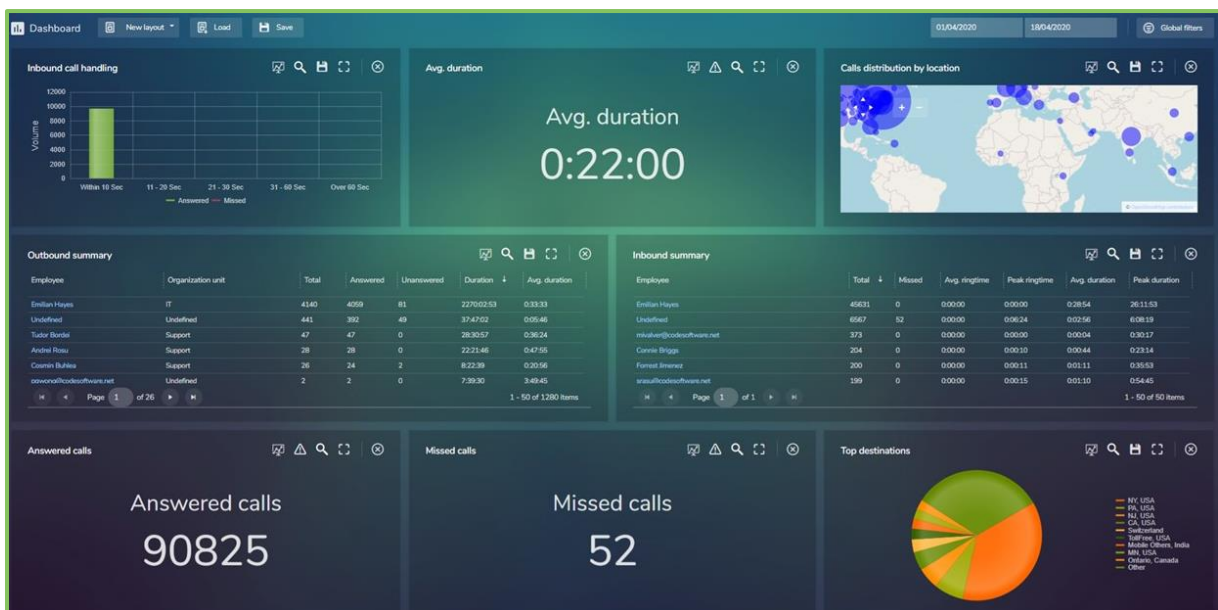 Dashboard New layout Load Save 01/04/2020 18/04/2020 Global filters
Inbound call handling
12000
10000
8000
6000
4000
2000
0
Volume
Within 10 Sec 11 - 20 Sec 21 - 30 Sec 31 - 60 Sec Over 60 Sec
Answered Missed
Avg. duration
Avg. duration
0:22:00
Calls distribution by location
+ −
Outbound summary
Employee Organization unit Total Answered Unanswered Duration ↓ Avg. duration
Emilian Hayes IT 4140 4059 81 2270:02:53 0:33:33
Undefined Undefined 441 392 49 37:47:02 0:05:46
Tudor Bordei Support 47 47 0 28:30:57 0:36:24
Andrei Rosu Support 28 28 0 22:21:46 0:47:55
Cosmin Buhlea Support 26 24 2 8:22:39 0:20:56
Undefined 2 2 0 7:39:30 3:49:45
Page 1 of 26 1 - 50 of 1280 items
Inbound summary
Employee Total ↓ Missed Avg. ringtime Peak ringtime Avg. duration Peak duration
Emilian Hayes 45631 0 0:00:00 0:00:00 0:28:54 26:11:53
Undefined 6567 52 0:00:00 0:06:24 0:02:56 6:08:19
373 0 0:00:00 0:00:00 0:00:04 0:30:17
Connie Briggs 204 0 0:00:00 0:00:10 0:00:44 0:23:14
Forrest Jimenez 200 0 0:00:00 0:00:11 0:01:11 0:35:53
199 0 0:00:00 0:00:15 0:01:10 0:54:45
Page 1 of 1 1 - 50 of 50 items
Answered calls
Answered calls
90825
Missed calls
Missed calls
52
Top destinations
NY, USA
PA, USA
NJ, USA
CA, USA
Switzerland
TollFree, USA
Mobile Others, India
MN, USA
Ontario, Canada
Other